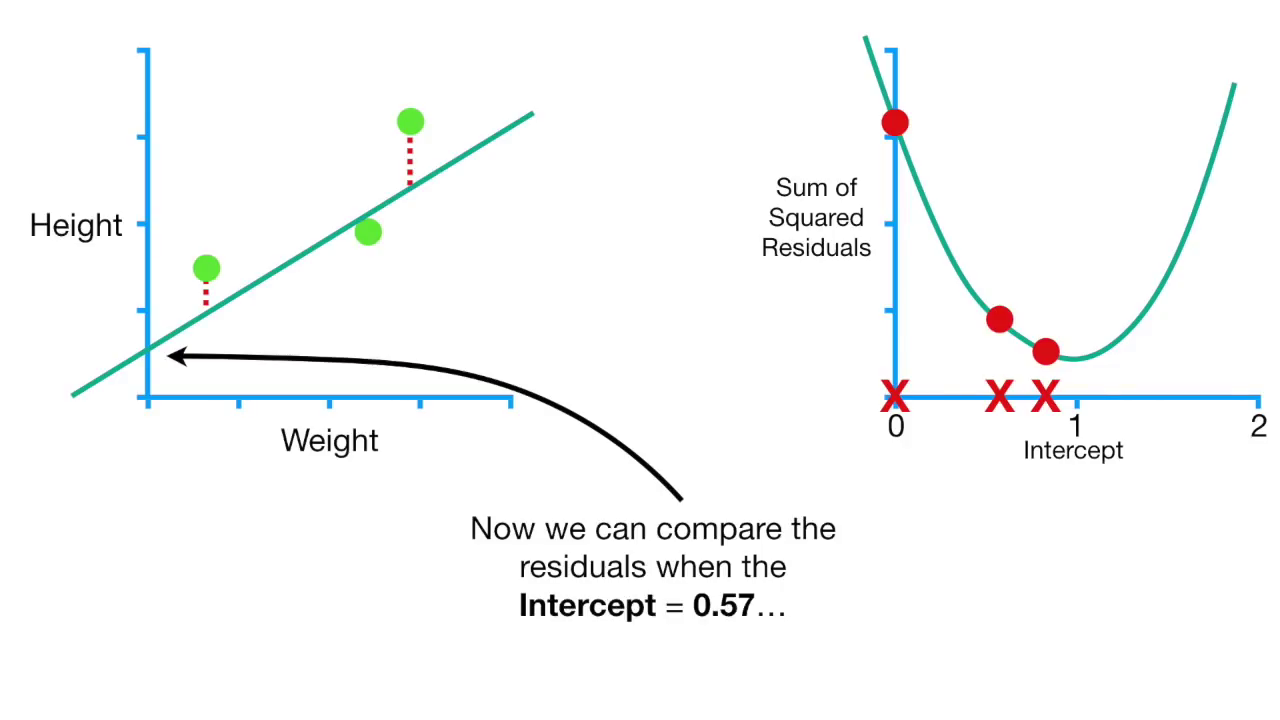 Height
Weight
Sum of
Squared
Residuals
X X X
0 1 2
Intercept
Now we can compare the
residuals when the
Intercept = 0.57…